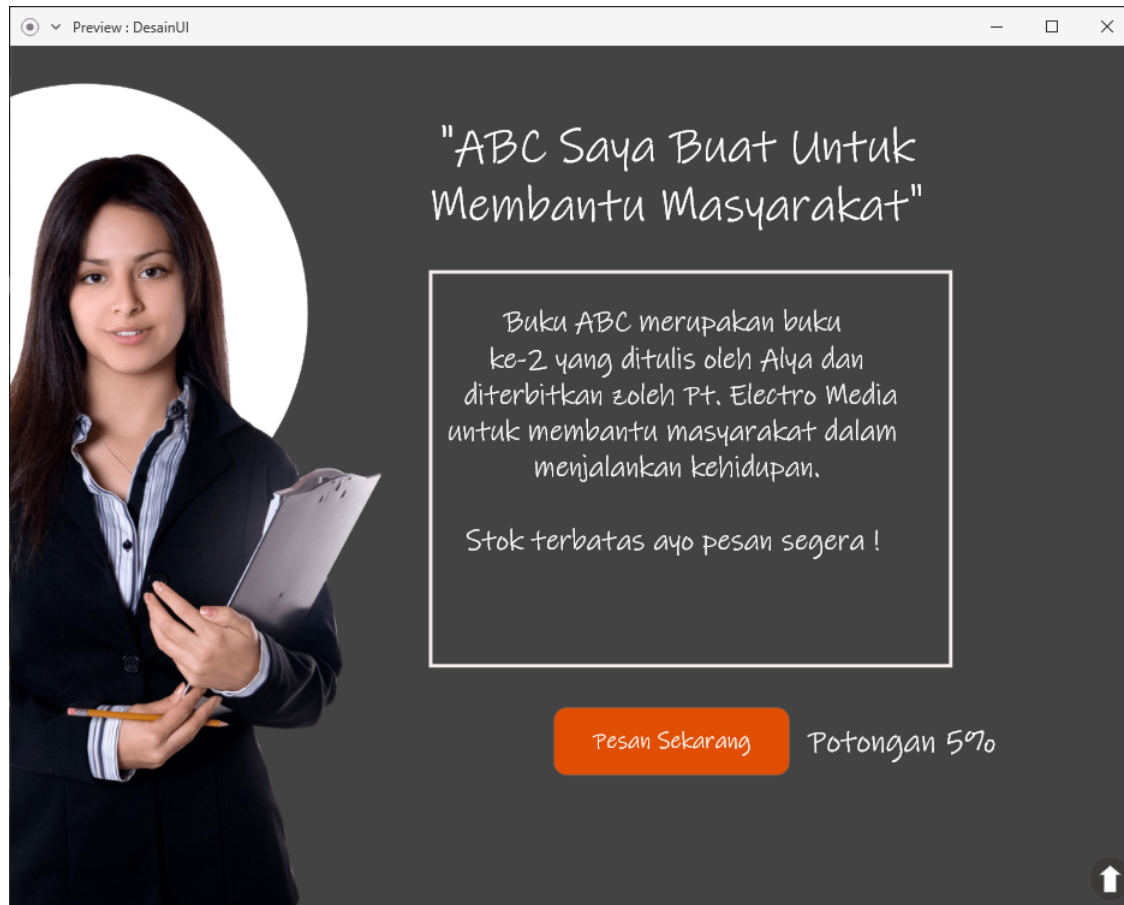 Preview : DesainUI
"ABC Saya Buat Untuk
Membantu Masyarakat"
Buku ABC merupakan buku
ke-2 yang ditulis oleh Alya dan
diterbitkan zoleh Pt. Electro Media
untuk membantu masyarakat dalam
menjalankan kehidupan.
Stok terbatas ayo pesan segera !
Pesan Sekarang
Potongan 5%